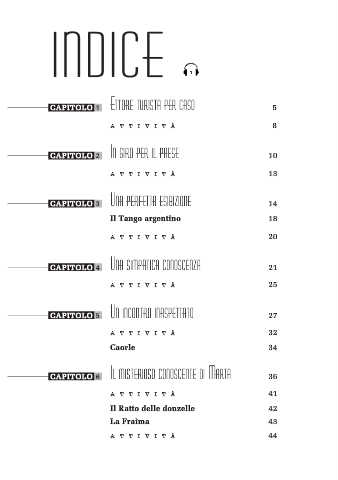 INDICE
CAPITOLO 1 ETTORE TURISTA PER CASO 5
ATTIVITÀ 8
CAPITOLO 2 IN GIRO PER IL PAESE 10
ATTIVITÀ 13
CAPITOLO 3 UNA PERFETTA ESIBIZIONE 14
Il Tango argentino 18
ATTIVITÀ 20
CAPITOLO 4 UNA SIMPATICA CONOSCENZA 21
ATTIVITÀ 25
CAPITOLO 5 UN INCONTRO INASPETTATO 27
ATTIVITÀ 32
Caorle 34
CAPITOLO 6 IL MISTERIOSO CONOSCENTE DI MARTA 36
ATTIVITÀ 41
Il Ratto delle donzelle 42
La Fraima 43
ATTIVITÀ 44